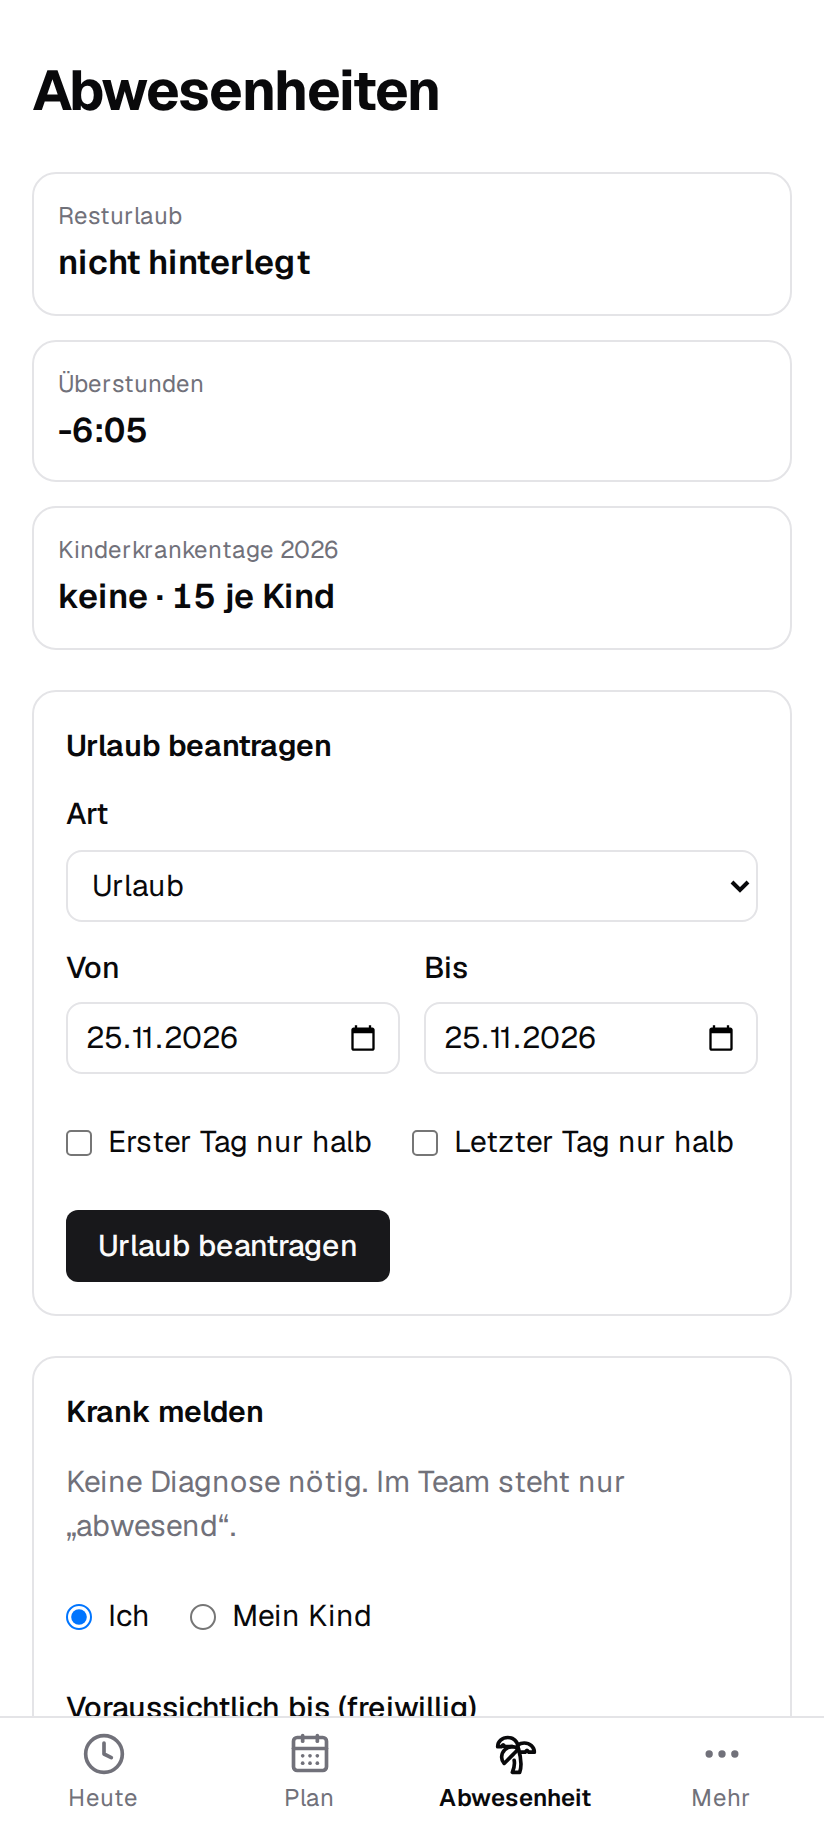 Abwesenheiten
Resturlaub
nicht hinterlegt
Überstunden
-6:05
Kinderkrankentage 2026
keine · 15 je Kind
Urlaub beantragen
Art
Urlaub
Von Bis
25.11.2026 25.11.2026
Erster Tag nur halb Letzter Tag nur halb
Urlaub beantragen
Krank melden
Keine Diagnose nötig. Im Team steht nur
„abwesend“.
Ich Mein Kind
Voraussichtlich bis (freiwillig)
Heute Plan Abwesenheit Mehr